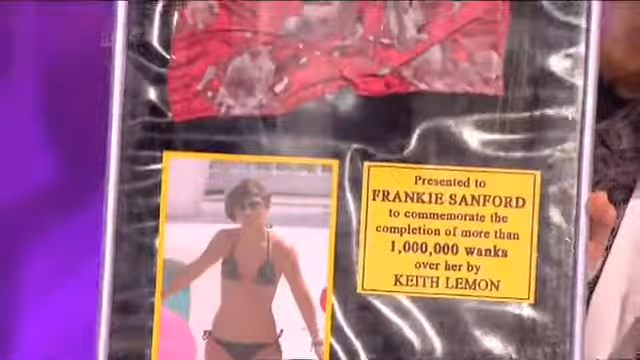 Presented to
FRANKIE SANFORD
to commemorate the
completion of more than
1,000,000 wanks
over her by
KEITH LEMON